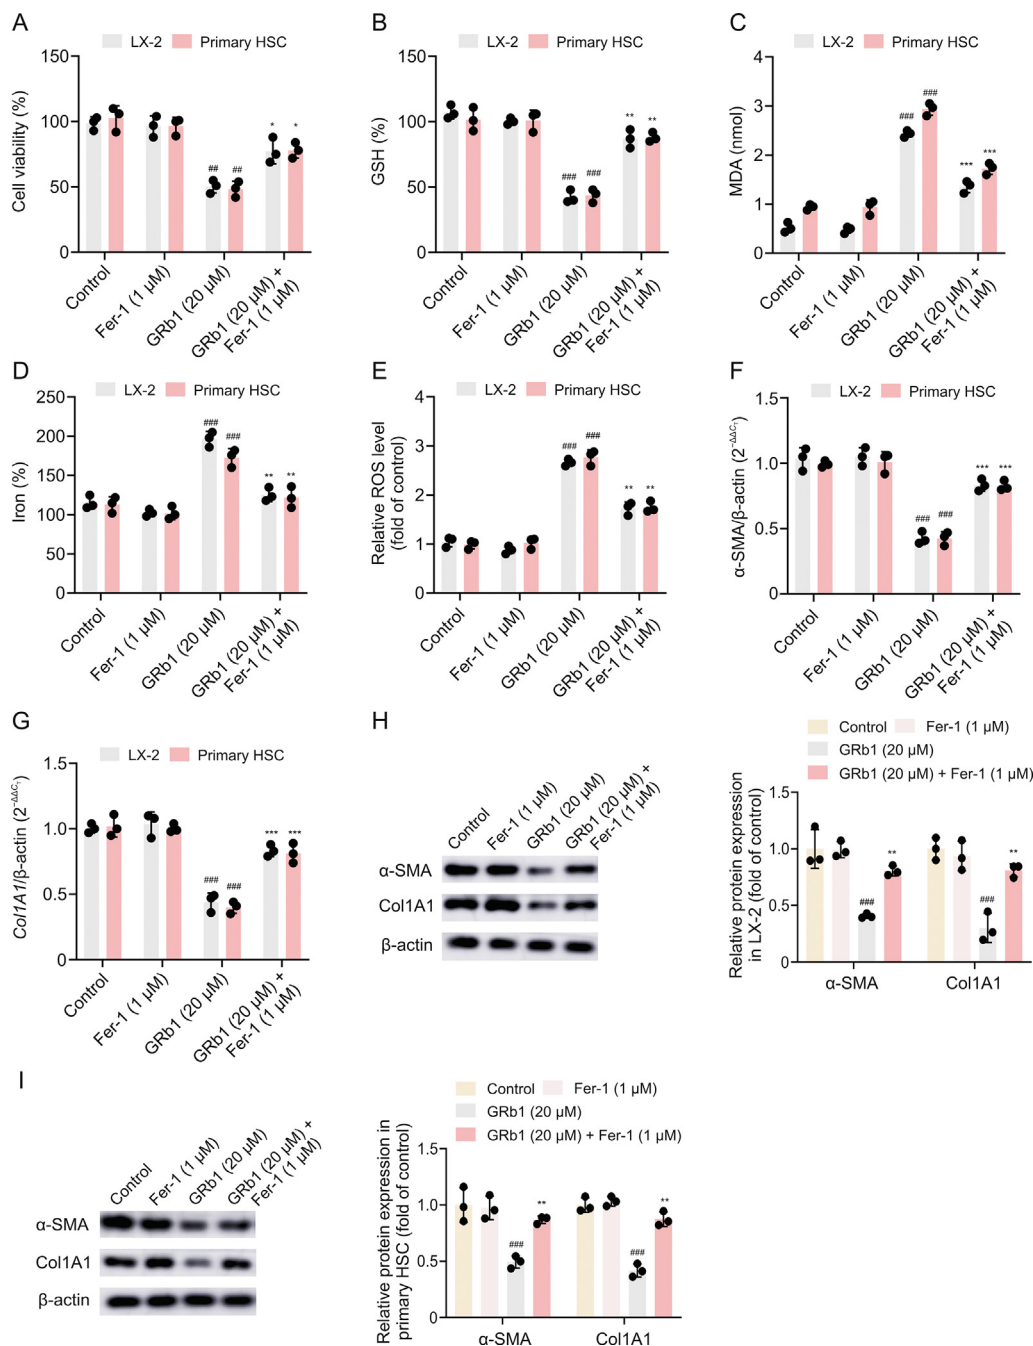 A
LX-2 Primary HSC
Cell viability (%)
150
100
50
0
## ## * *
Control
Fer-1 (1 μM)
GRb1 (20 μM)
GRb1 (20 μM) +
Fer-1 (1 μM)
B
LX-2 Primary HSC
GSH (%)
150
100
50
0
### ### ** **
Control
Fer-1 (1 μM)
GRb1 (20 μM)
GRb1 (20 μM) +
Fer-1 (1 μM)
C
LX-2 Primary HSC
MDA (nmol)
4
3
2
1
0
### ### *** ***
Control
Fer-1 (1 μM)
GRb1 (20 μM)
GRb1 (20 μM) +
Fer-1 (1 μM)
D
LX-2 Primary HSC
Iron (%)
250
200
150
100
50
0
### ### ** **
Control
Fer-1 (1 μM)
GRb1 (20 μM)
GRb1 (20 μM) +
Fer-1 (1 μM)
E
LX-2 Primary HSC
Relative ROS level
(fold of control)
4
2
0
### ### ** **
Control
Fer-1 (1 μM)
GRb1 (20 μM)
GRb1 (20 μM) +
Fer-1 (1 μM)
F
LX-2 Primary HSC
α-SMA/β-actin (2−ΔΔCT)
1.5
1.0
0.5
0
### ### *** ***
Control
Fer-1 (1 μM)
GRb1 (20 μM)
GRb1 (20 μM) +
Fer-1 (1 μM)
G
LX-2 Primary HSC
Col1A1/β-actin (2−ΔΔCT)
1.5
1.0
0.5
0
### ### *** ***
Control
Fer-1 (1 μM)
GRb1 (20 μM)
GRb1 (20 μM) +
Fer-1 (1 μM)
H
Control
Fer-1 (1 μM)
GRb1 (20 μM)
GRb1 (20 μM) +
Fer-1 (1 μM)
α-SMA
Col1A1
β-actin
Control Fer-1 (1 μM)
GRb1 (20 μM)
GRb1 (20 μM) + Fer-1 (1 μM)
Relative protein expression
in LX-2 (fold of control)
1.5
1.0
0.5
0
### ** ### **
α-SMA Col1A1
I
Control
Fer-1 (1 μM)
GRb1 (20 μM)
GRb1 (20 μM) +
Fer-1 (1 μM)
α-SMA
Col1A1
β-actin
Control Fer-1 (1 μM)
GRb1 (20 μM)
GRb1 (20 μM) + Fer-1 (1 μM)
Relative protein expression in
primary HSC (fold of control)
1.5
1.0
0.5
0
### ** ### **
α-SMA Col1A1